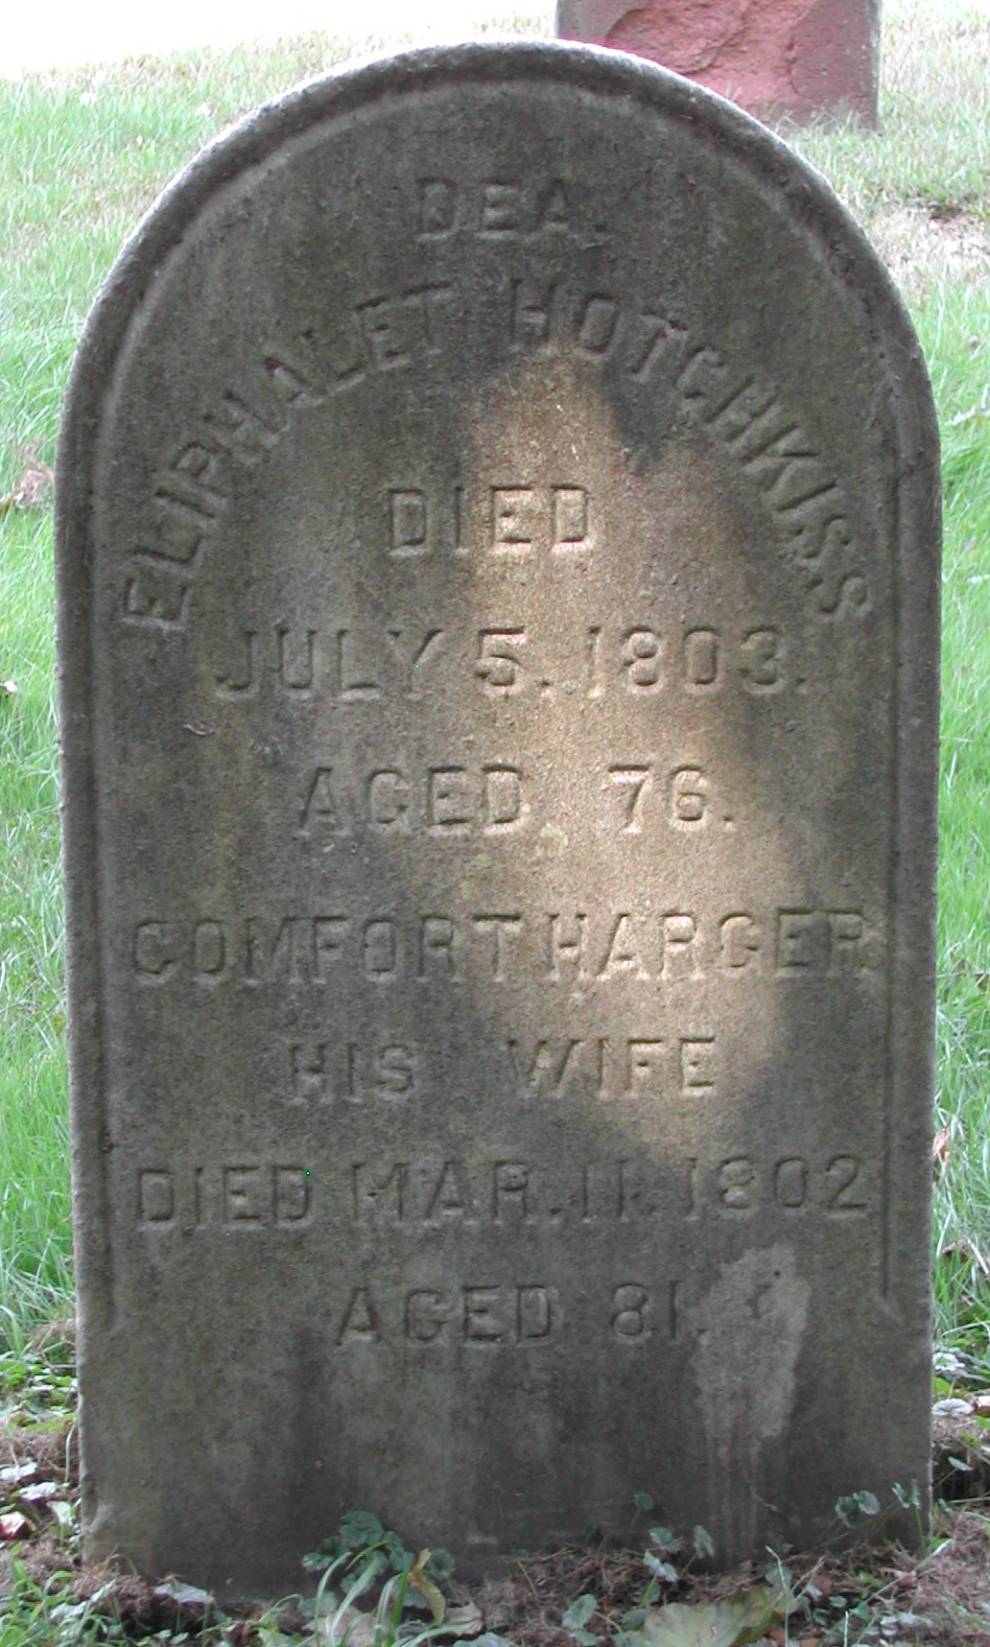 DEA.
ELIPHALET HOTCHKISS
DIED
JULY 5. 1803.
AGED 76.
COMFORT HARGER
HIS WIFE
DIED MAR. 11. 1802
AGED 81.